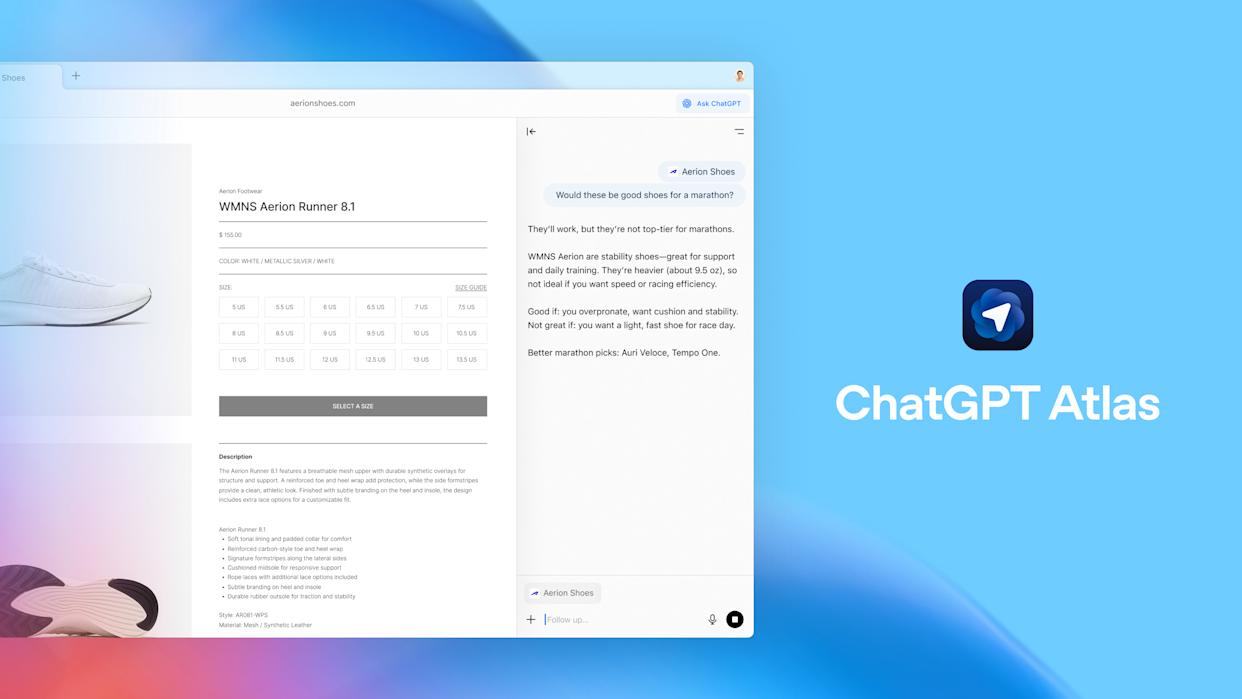 Shoes
aerionshoes.com
Ask ChatGPT
Aerion Footwear
WMNS Aerion Runner 8.1
$ 155.00
COLOR: WHITE / METALLIC SILVER / WHITE
SIZE:
SIZE GUIDE
5 US 5.5 US 6 US 6.5 US 7 US 7.5 US
8 US 8.5 US 9 US 9.5 US 10 US 10.5 US
11 US 11.5 US 12 US 12.5 US 13 US 13.5 US
SELECT A SIZE
Description
The Aerion Runner 8.1 features a breathable mesh upper with durable synthetic overlays for
structure and support. A reinforced toe and heel wrap add protection, while the side formstripes
provide a clean, athletic look. Finished with subtle branding on the heel and insole, the design
includes extra lace options for a customizable fit.
Aerion Runner 8.1
• Soft tonal lining and padded collar for comfort
• Reinforced carbon-style toe and heel wrap
• Signature formstripes along the lateral sides
• Cushioned midsole for responsive support
• Rope laces with additional lace options included
• Subtle branding on heel and insole
• Durable rubber outsole for traction and stability
Style: AR081-WPS
Material: Mesh / Synthetic Leather
Aerion Shoes
Would these be good shoes for a marathon?
They'll work, but they're not top-tier for marathons.
WMNS Aerion are stability shoes—great for support
and daily training. They're heavier (about 9.5 oz), so
not ideal if you want speed or racing efficiency.
Good if: you overpronate, want cushion and stability.
Not great if: you want a light, fast shoe for race day.
Better marathon picks: Auri Veloce, Tempo One.
Aerion Shoes
Follow up...
ChatGPT Atlas